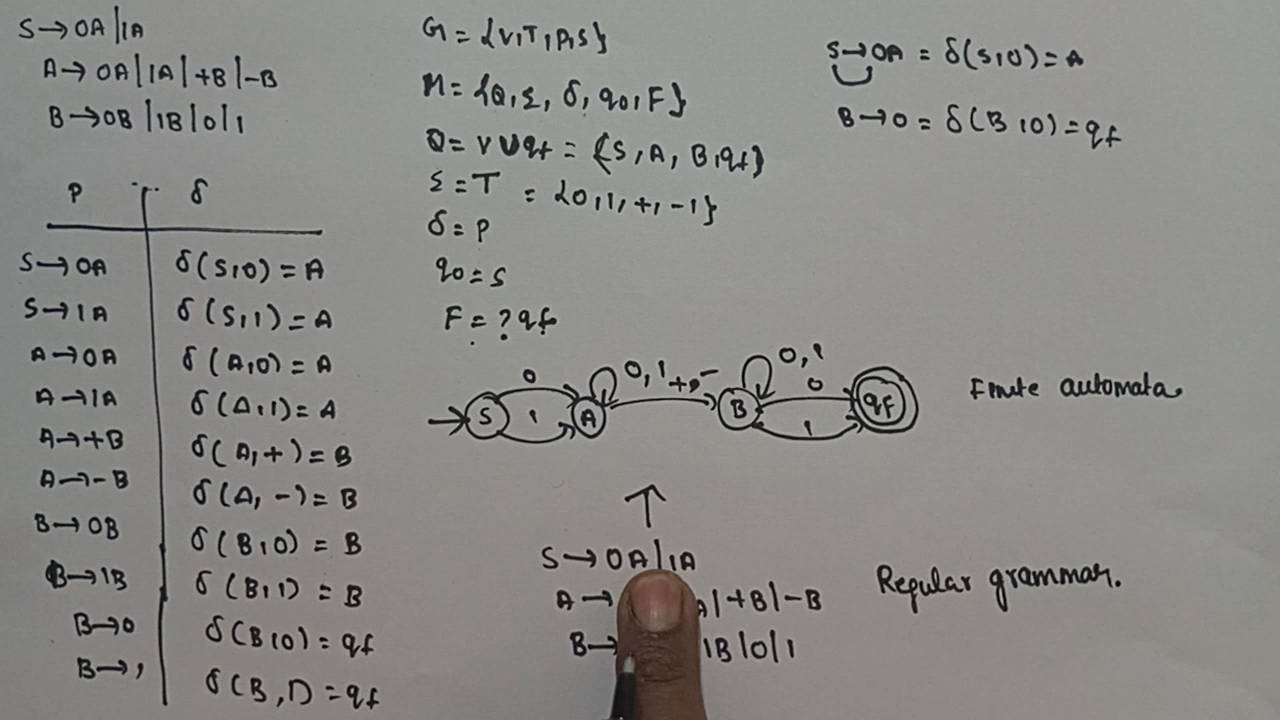 S→0A|1A
A→0A|1A|+B|-B
B→0B|1B|0|1
P δ
S→0A δ(S,0)=A
S→1A δ(S,1)=A
A→0A δ(A,0)=A
A→1A δ(A,1)=A
A→+B δ(A,+)=B
A→-B δ(A,-)=B
B→0B δ(B,0)=B
B→1B δ(B,1)=B
B→0 δ(B,0)=qf
B→1 δ(B,1)=qf
G={V,T,P,S}
M={Q,Σ,δ,q0,F}
Q=V∪qf={S,A,B,qf}
Σ=T={0,1,+,-1}
δ=P
q0=S
F=?qf
S→0A=δ(S,0)=A
B→0=δ(B,0)=qf
0 0,1 +,- 0,1 0
S 1 A B 1 qf
Finite automata
S→0A|1A
A→ A|+B|-B
B→ 1B|0|1
Regular grammar.